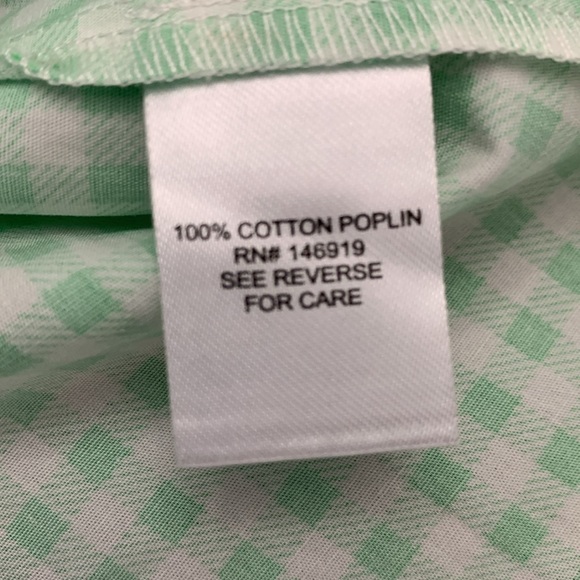 100% COTTON POPLIN
RN# 146919
SEE REVERSE
FOR CARE